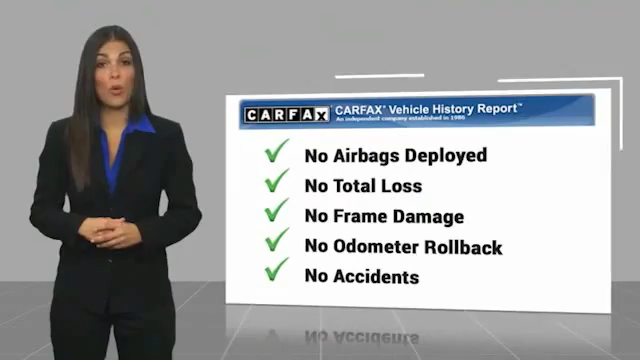 CARFAX CARFAX® Vehicle History Report™
An independent company established in 1986
No Airbags Deployed
No Total Loss
No Frame Damage
No Odometer Rollback
No Accidents